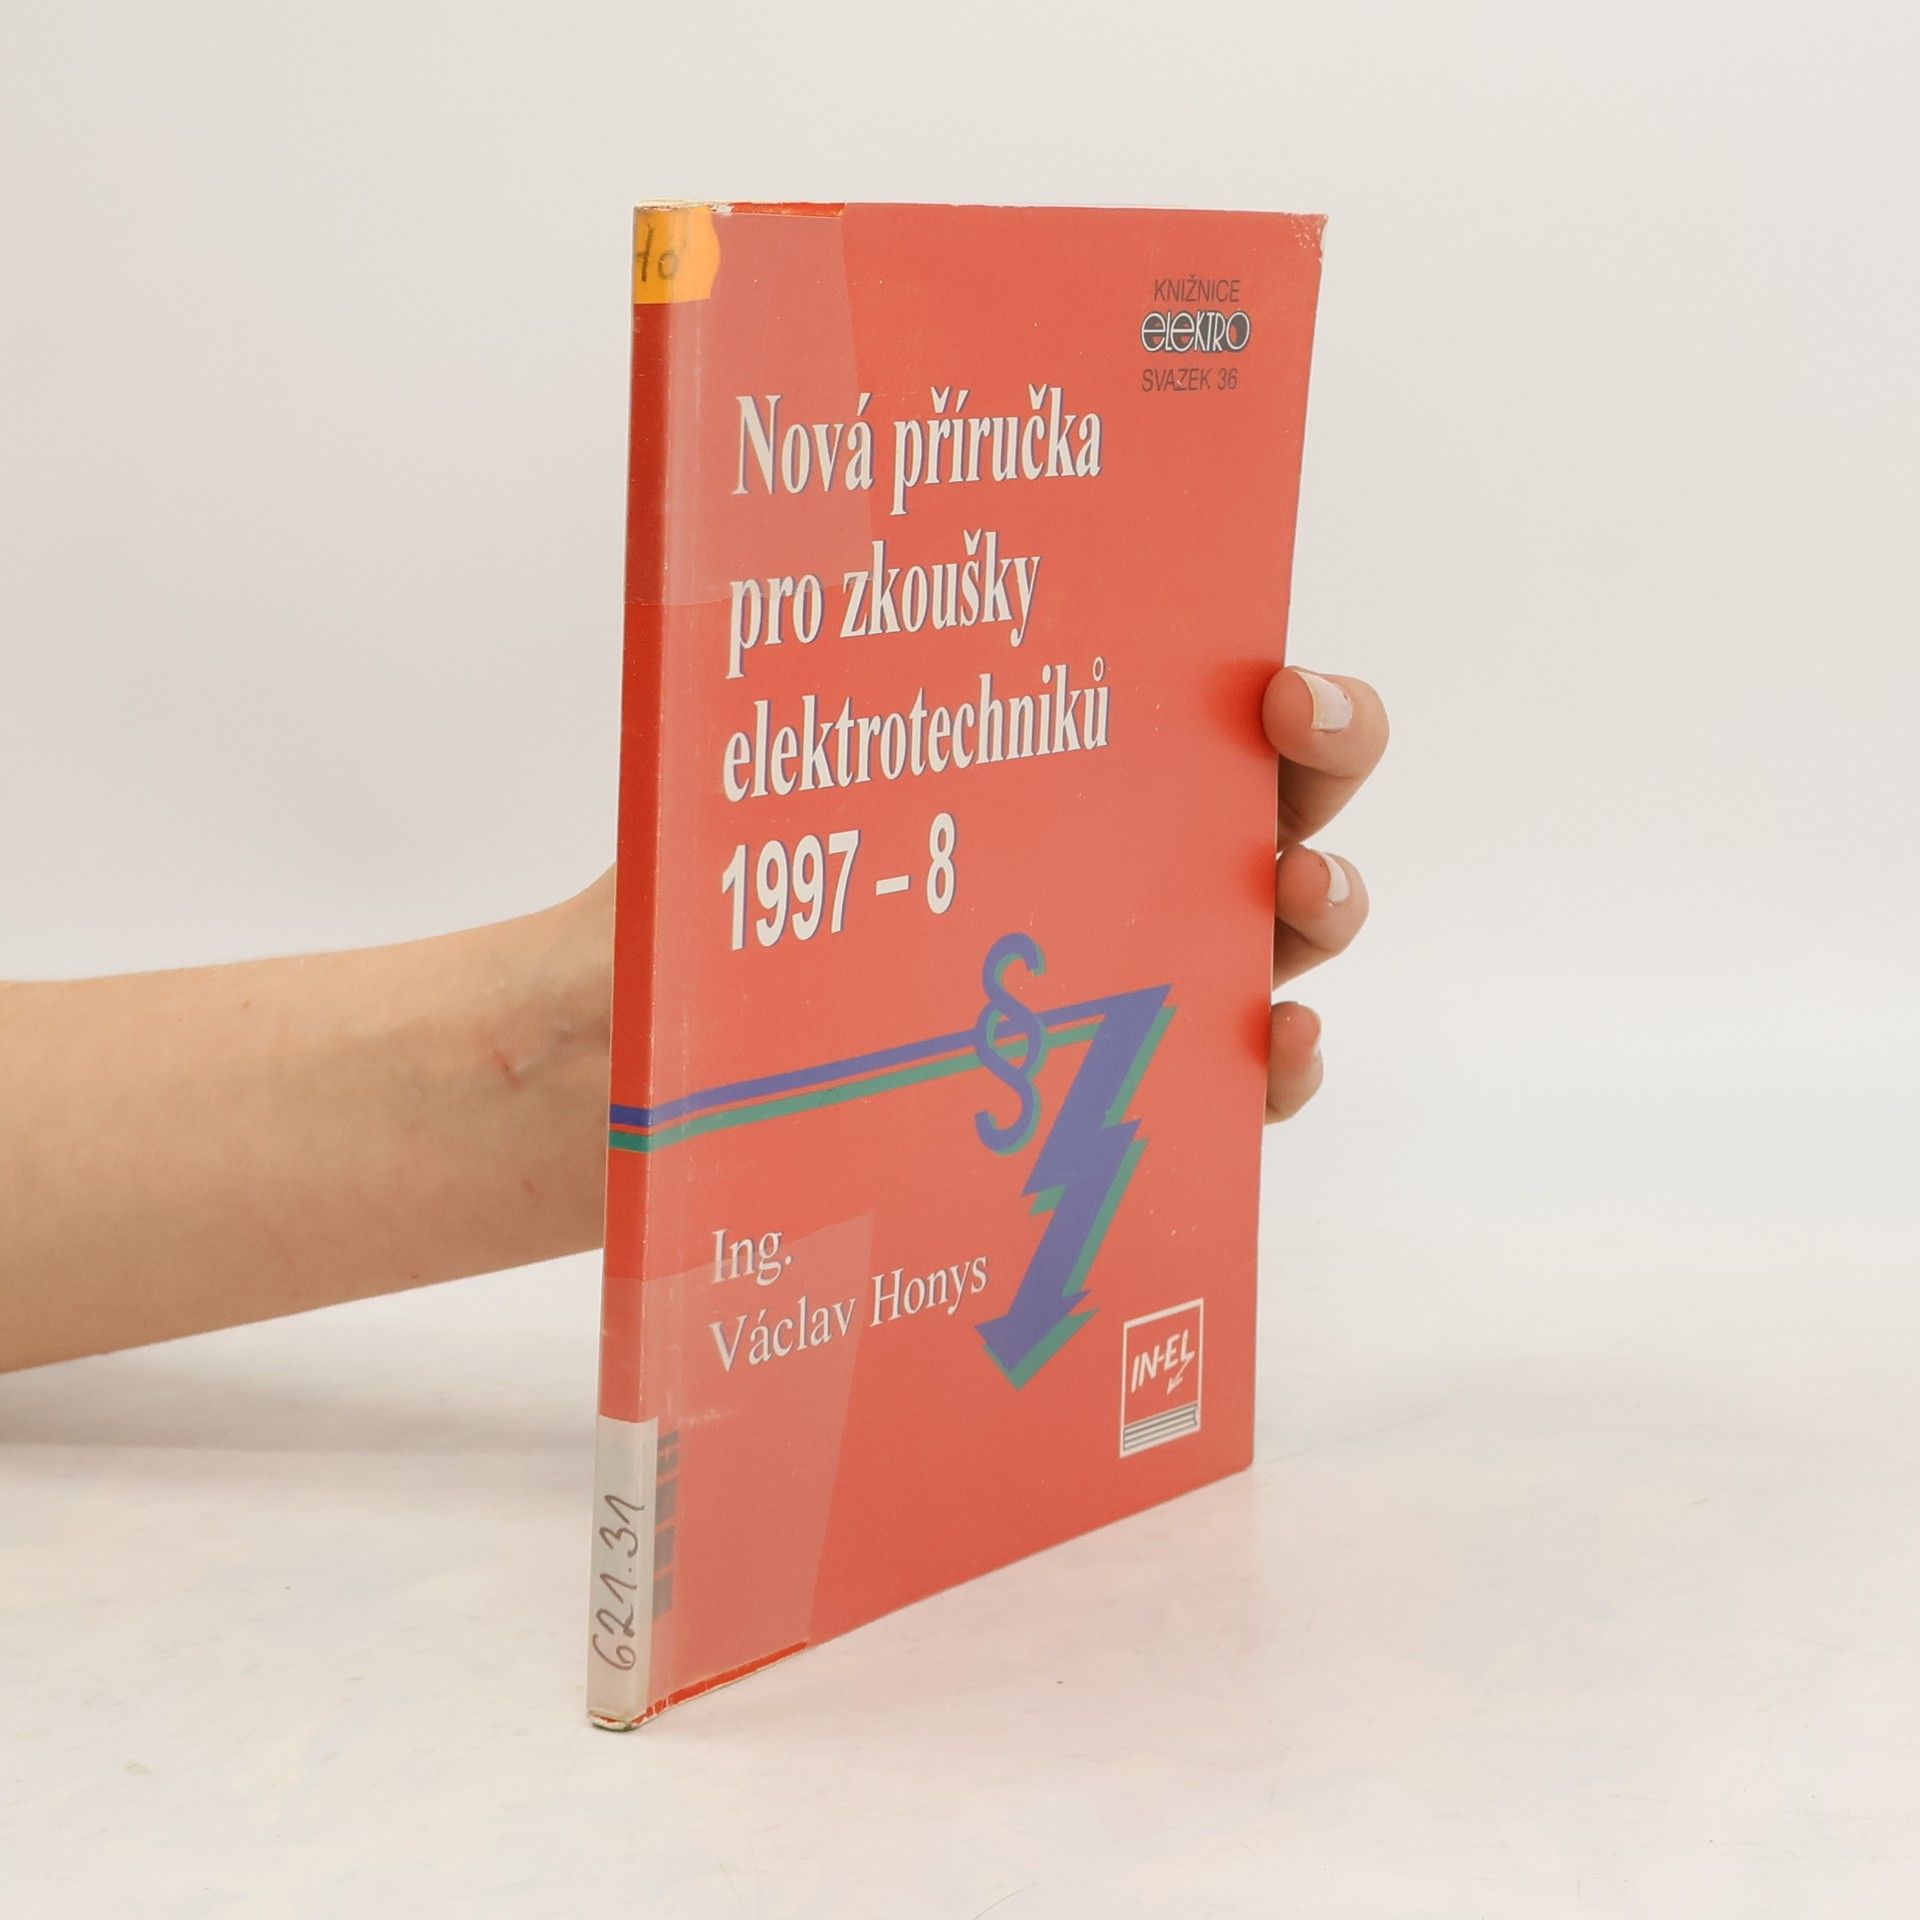 KNIŽNICE
eLeKTRO
SVAZEK 36
Nová příručka
pro zkoušky
elektrotechniků
1997 – 8
§
Ing.
Václav Honys
IN-EL
621.31